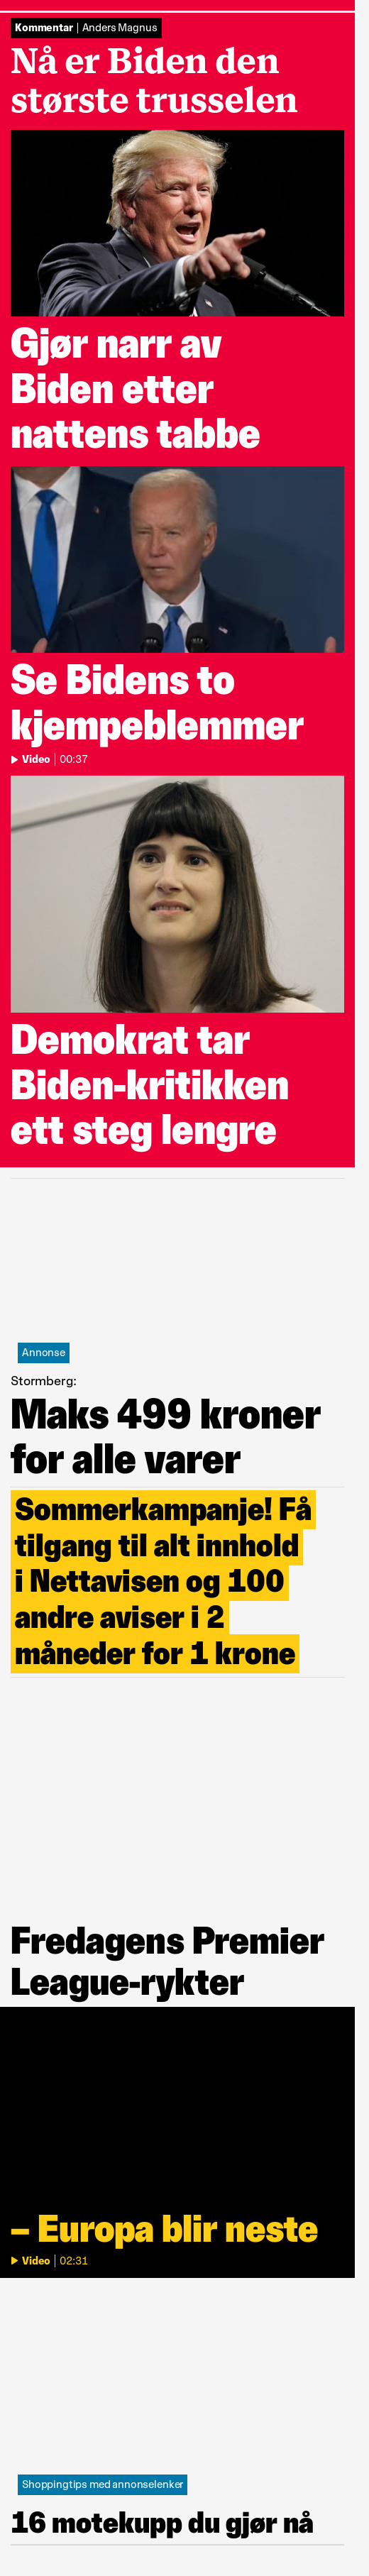 Kommentar | Anders Magnus
Nå er Biden den
største trusselen
Gjør narr av
Biden etter
nattens tabbe
Se Bidens to
kjempeblemmer
Video | 00:37
Demokrat tar
Biden-kritikken
ett steg lengre
Annonse
Stormberg:
Maks 499 kroner
for alle varer
Sommerkampanje! Få
tilgang til alt innhold
i Nettavisen og 100
andre aviser i 2
måneder for 1 krone
Fredagens Premier
League-rykter
– Europa blir neste
Video | 02:31
Shoppingtips med annonselenker
16 motekupp du gjør nå